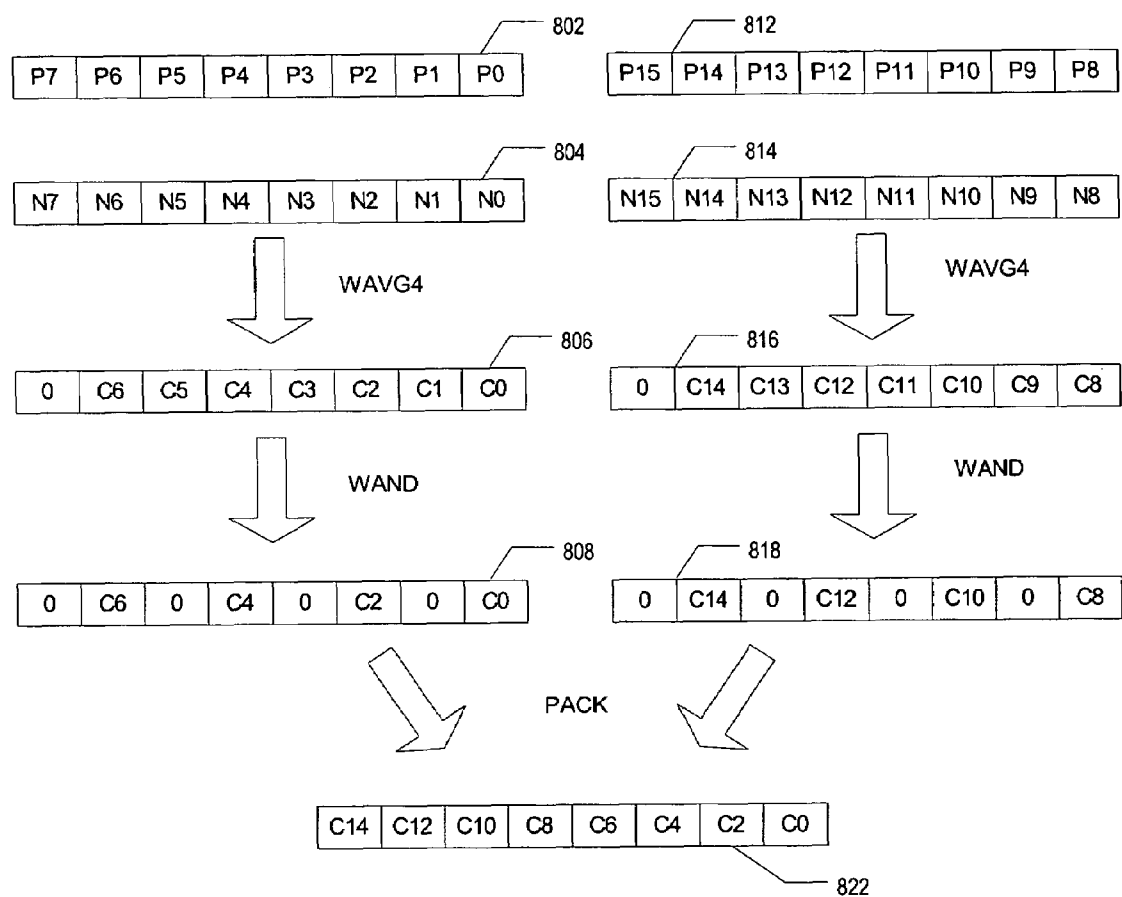 802
812
P7 P6 P5 P4 P3 P2 P1 P0
P15 P14 P13 P12 P11 P10 P9 P8
804
814
N7 N6 N5 N4 N3 N2 N1 N0
N15 N14 N13 N12 N11 N10 N9 N8
WAVG4
WAVG4
806
816
0 C6 C5 C4 C3 C2 C1 C0
0 C14 C13 C12 C11 C10 C9 C8
WAND
WAND
808
818
0 C6 0 C4 0 C2 0 C0
0 C14 0 C12 0 C10 0 C8
PACK
C14 C12 C10 C8 C6 C4 C2 C0
822